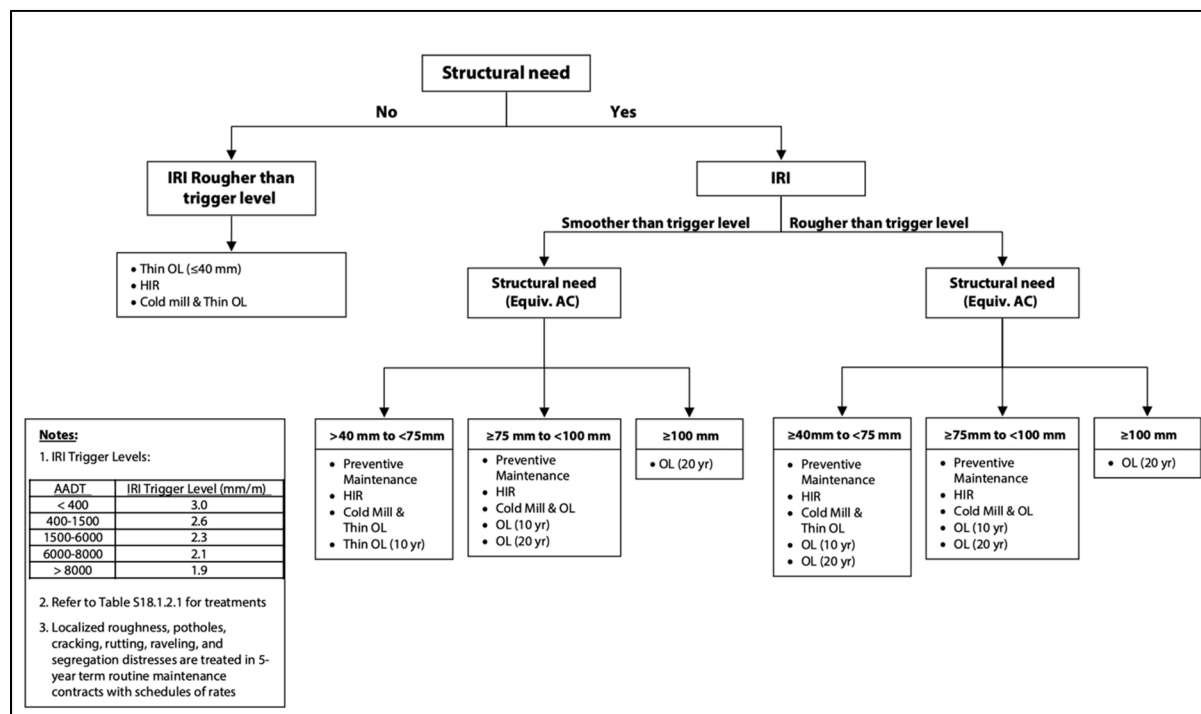 Structural need
No
Yes
IRI Rougher than
trigger level
IRI
• Thin OL (≤40 mm)
• HIR
• Cold mill & Thin OL
Smoother than trigger level
Rougher than trigger level
Structural need
(Equiv. AC)
Structural need
(Equiv. AC)
>40 mm to <75mm
• Preventive
Maintenance
• HIR
• Cold Mill &
Thin OL
• Thin OL (10 yr)
≥75 mm to <100 mm
• Preventive
Maintenance
• HIR
• Cold Mill & OL
• OL (10 yr)
• OL (20 yr)
≥100 mm
• OL (20 yr)
≥40mm to <75 mm
• Preventive
Maintenance
• HIR
• Cold Mill &
Thin OL
• OL (10 yr)
• OL (20 yr)
≥75mm to <100 mm
• Preventive
Maintenance
• HIR
• Cold Mill & OL
• OL (10 yr)
• OL (20 yr)
≥100 mm
• OL (20 yr)
Notes:
1. IRI Trigger Levels:
AADT IRI Trigger Level (mm/m)
< 400 3.0
400-1500 2.6
1500-6000 2.3
6000-8000 2.1
> 8000 1.9
2. Refer to Table S18.1.2.1 for treatments
3. Localized roughness, potholes,
cracking, rutting, raveling, and
segregation distresses are treated in 5-
year term routine maintenance
contracts with schedules of rates